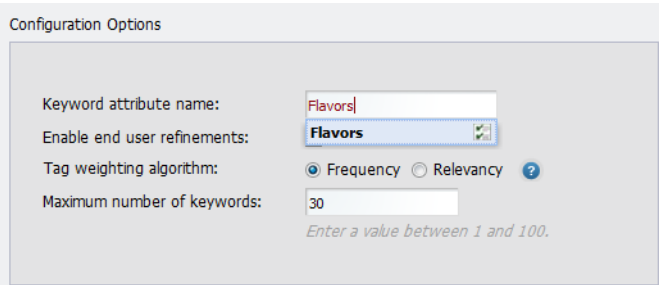 Configuration Options
Keyword attribute name: Flavors
Flavors
Enable end user refinements:
Tag weighting algorithm: Frequency Relevancy ?
Maximum number of keywords: 30
Enter a value between 1 and 100.